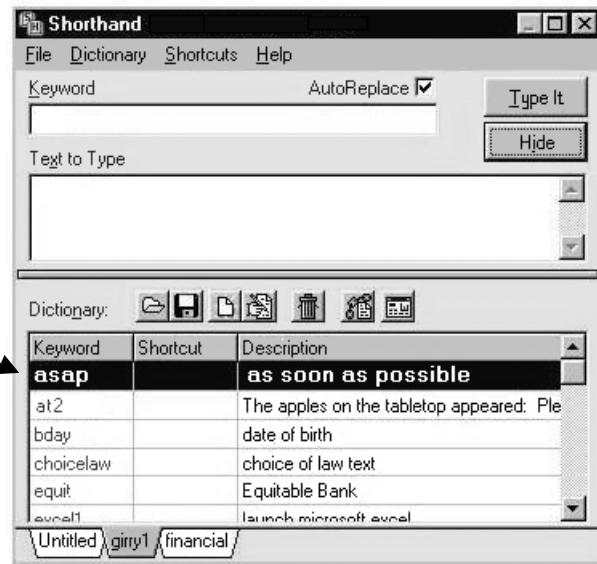 Shorthand
File Dictionary Shortcuts Help
Keyword AutoReplace
Type It
Hide
Text to Type
Dictionary:
Keyword Shortcut Description
asap as soon as possible
at2 The apples on the tabletop appeared: Ple
bday date of birth
choicelaw choice of law text
equit Equitable Bank
excel1 launch microsoft excel
Untitled girry1 financial